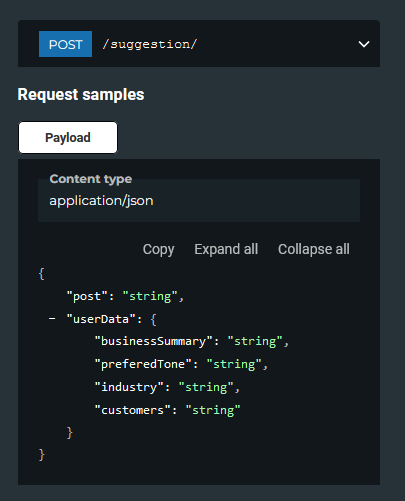 POST /suggestion/
Request samples
Payload
Content type
application/json
Copy Expand all Collapse all
{
"post": "string",
− "userData": {
"businessSummary": "string",
"preferedTone": "string",
"industry": "string",
"customers": "string"
}
}